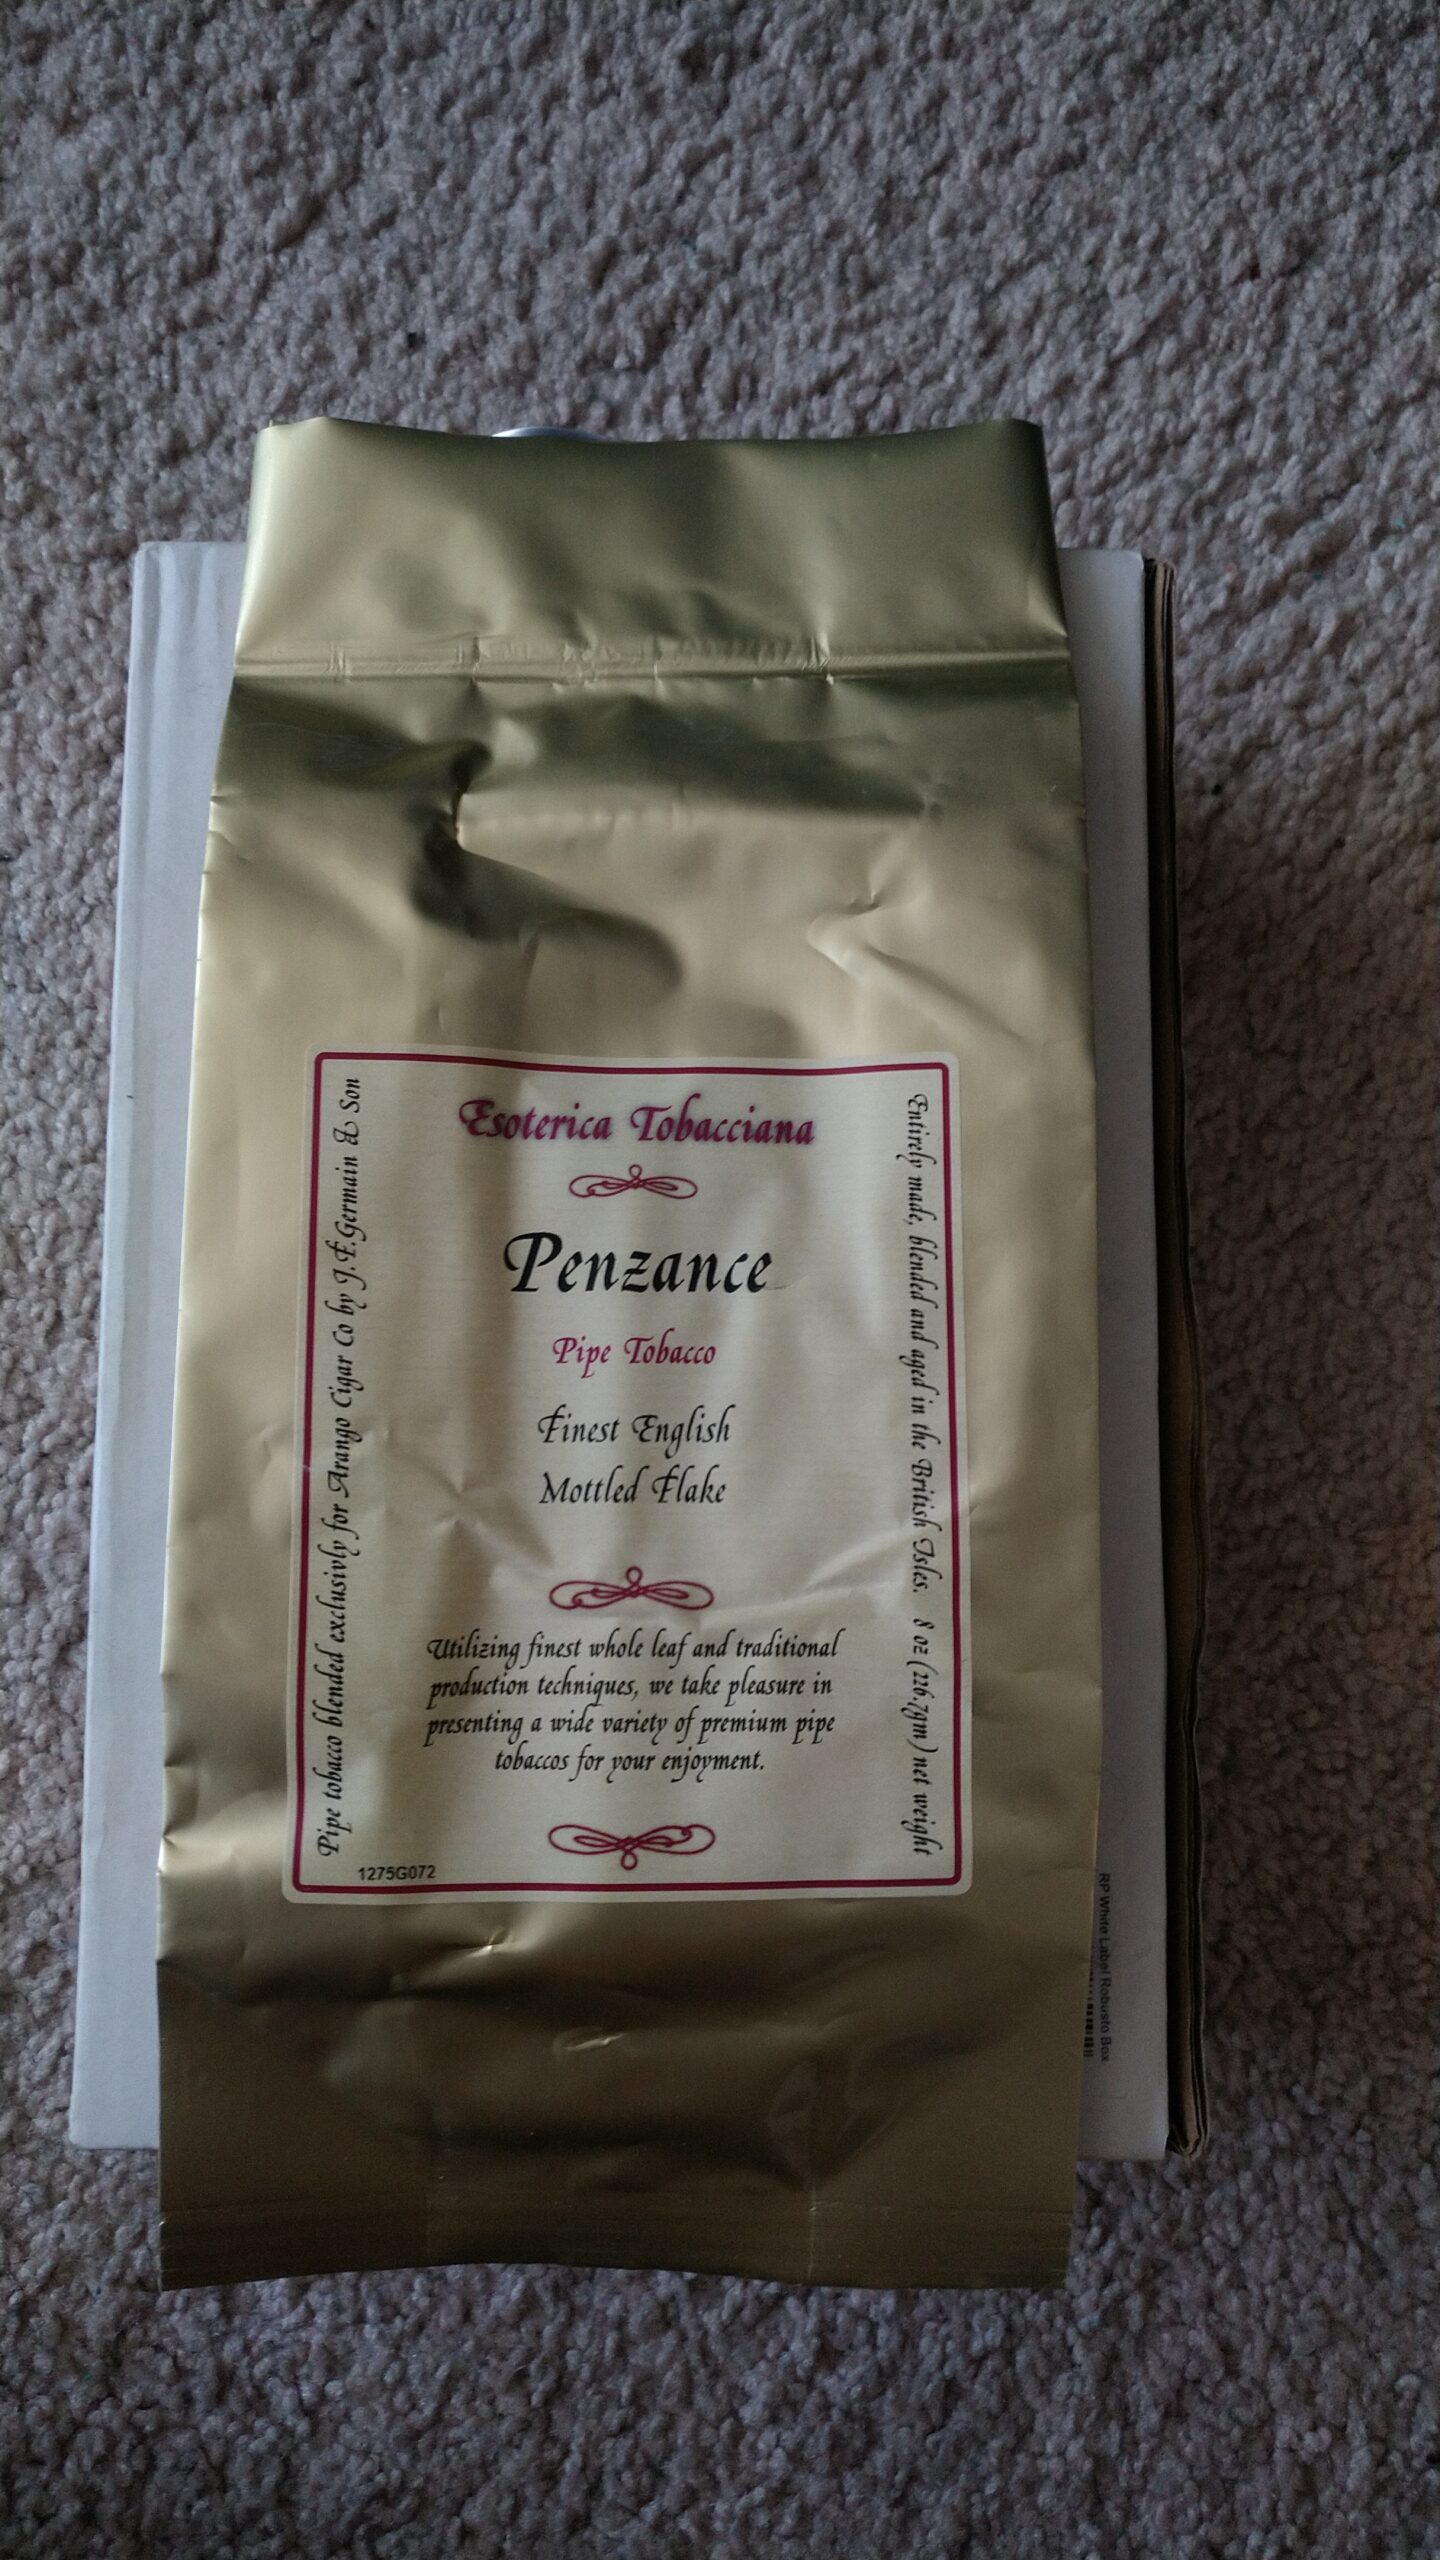 Esoterica Tobacciana
Penzance
Pipe Tobacco
Finest English
Mottled Flake
Utilizing finest whole leaf and traditional
production techniques, we take pleasure in
presenting a wide variety of premium pipe
tobaccos for your enjoyment.
Pipe tobacco blended exclusivly for Arango Cigar Co by J.F.Germain & Son
Entirely made, blended and aged in the British Isles. 8 oz (226.7gm) net weight
1275G072
RP White Label Robusto Box